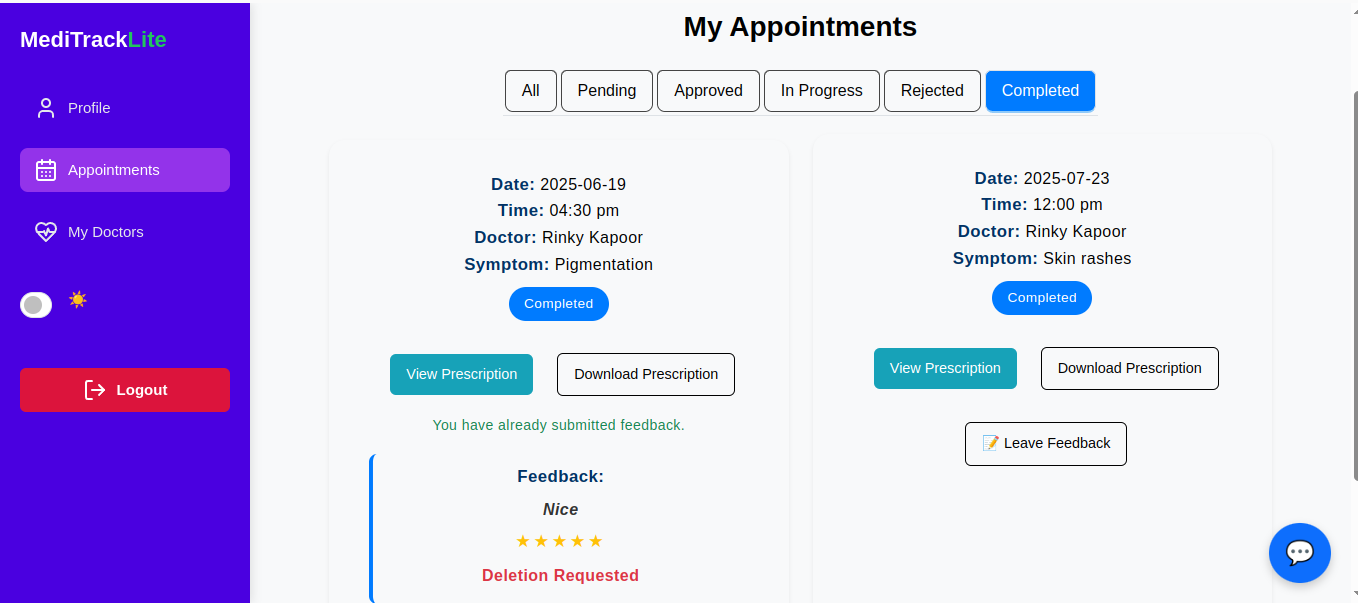 MediTrackLite
Profile
Appointments
My Doctors
Logout
My Appointments
All
Pending
Approved
In Progress
Rejected
Completed
Date: 2025-06-19
Time: 04:30 pm
Doctor: Rinky Kapoor
Symptom: Pigmentation
Completed
View Prescription
Download Prescription
You have already submitted feedback.
Feedback:
Nice
Deletion Requested
Date: 2025-07-23
Time: 12:00 pm
Doctor: Rinky Kapoor
Symptom: Skin rashes
Completed
View Prescription
Download Prescription
Leave Feedback